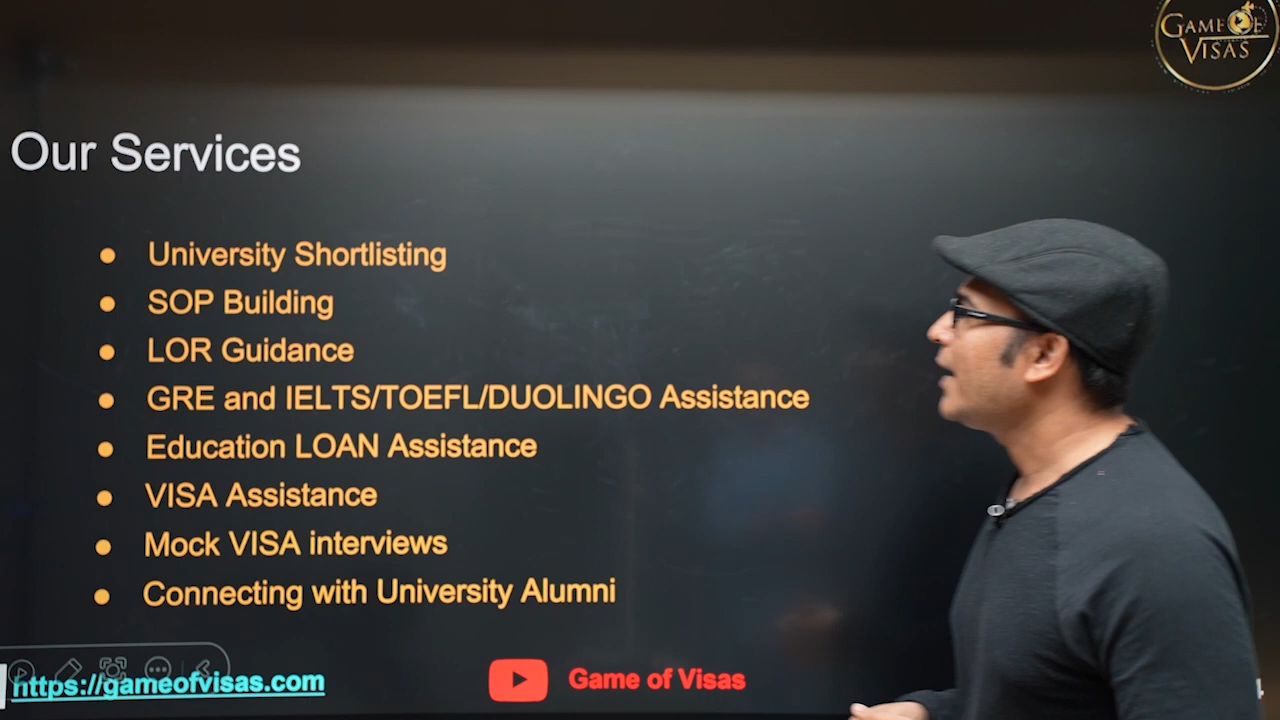 GAME OF
VISAS
Our Services
● University Shortlisting
● SOP Building
● LOR Guidance
● GRE and IELTS/TOEFL/DUOLINGO Assistance
● Education LOAN Assistance
● VISA Assistance
● Mock VISA interviews
● Connecting with University Alumni
https://gameofvisas.com
Game of Visas